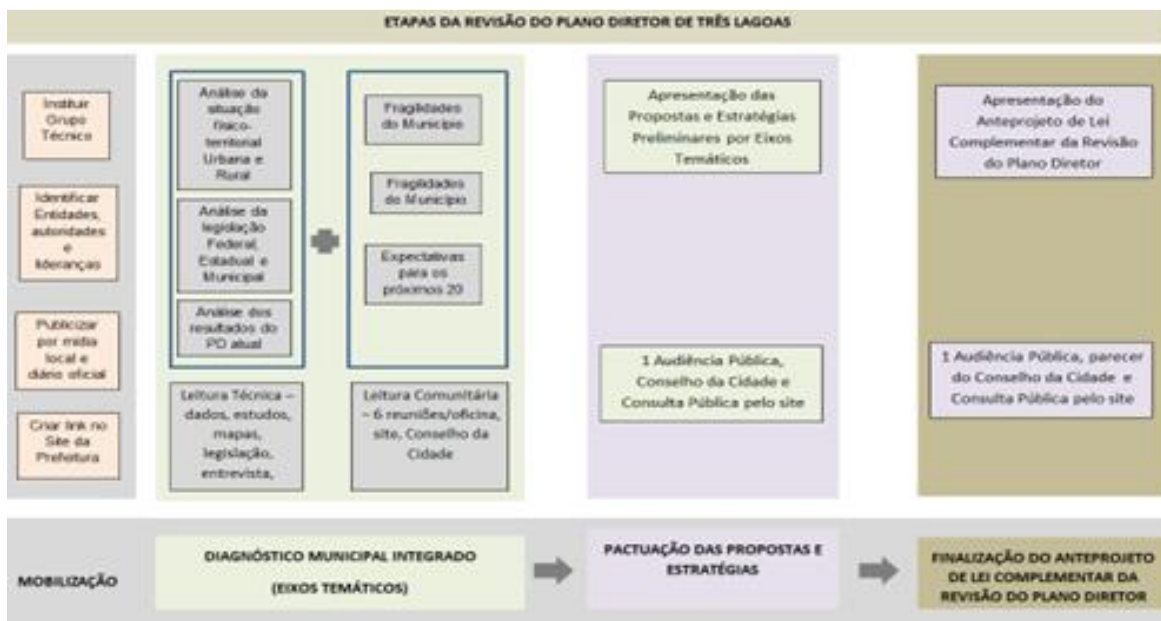 ETAPAS DA REVISÃO DO PLANO DIRETOR DE TRÊS LAGOAS
Instituir
Grupo
Técnico
Identificar
Entidades,
autoridades
e
lideranças
Publicizar
por mídia
local e
diário oficial
Criar link no
Site da
Prefeitura
Análise da
situação
físico-
territorial
Urbana e
Rural
Análise da
legislação
Federal,
Estadual e
Municipal
Análise dos
resultados do
PD atual
Leitura Técnica –
dados, estudos,
mapas,
legislação,
entrevista,
Fragilidades
do Município
Fragilidades
do Município
Expectativas
para os
próximos 20
Leitura Comunitária
– 6 reuniões/oficina,
site, Conselho da
Cidade
Apresentação das
Propostas e Estratégias
Preliminares por Eixos
Temáticos
1 Audiência Pública,
Conselho da Cidade e
Consulta Pública pelo site
Apresentação do
Anteprojeto de Lei
Complementar da Revisão
do Plano Diretor
1 Audiência Pública, parecer
do Conselho da Cidade e
Consulta Pública pelo site
MOBILIZAÇÃO
DIAGNÓSTICO MUNICIPAL INTEGRADO
(EIXOS TEMÁTICOS)
PACTUAÇÃO DAS PROPOSTAS E
ESTRATÉGIAS
FINALIZAÇÃO DO ANTEPROJETO
DE LEI COMPLEMENTAR DA
REVISÃO DO PLANO DIRETOR